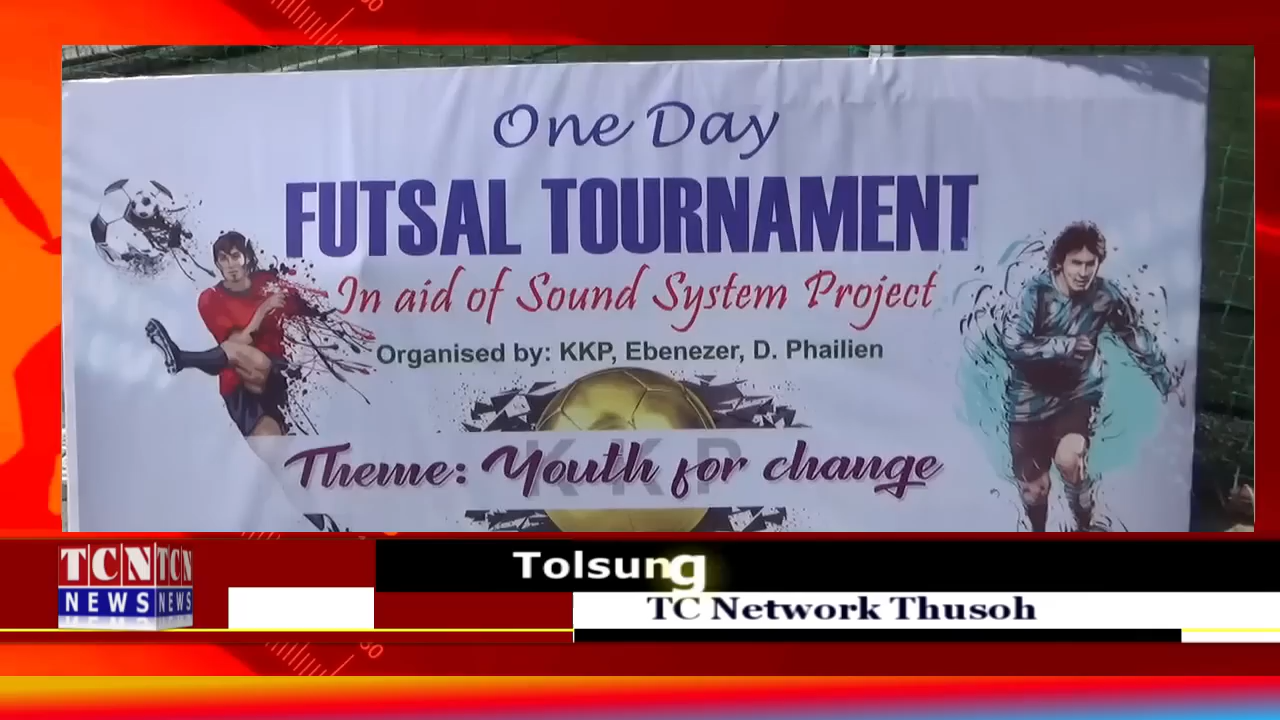 One Day
FUTSAL TOURNAMENT
In aid of Sound System Project
Organised by: KKP, Ebenezer, D. Phailien
KKP
Theme: Youth for change
TCN TCN
NEWS NEWS
Tolsung
TC Network Thusoh